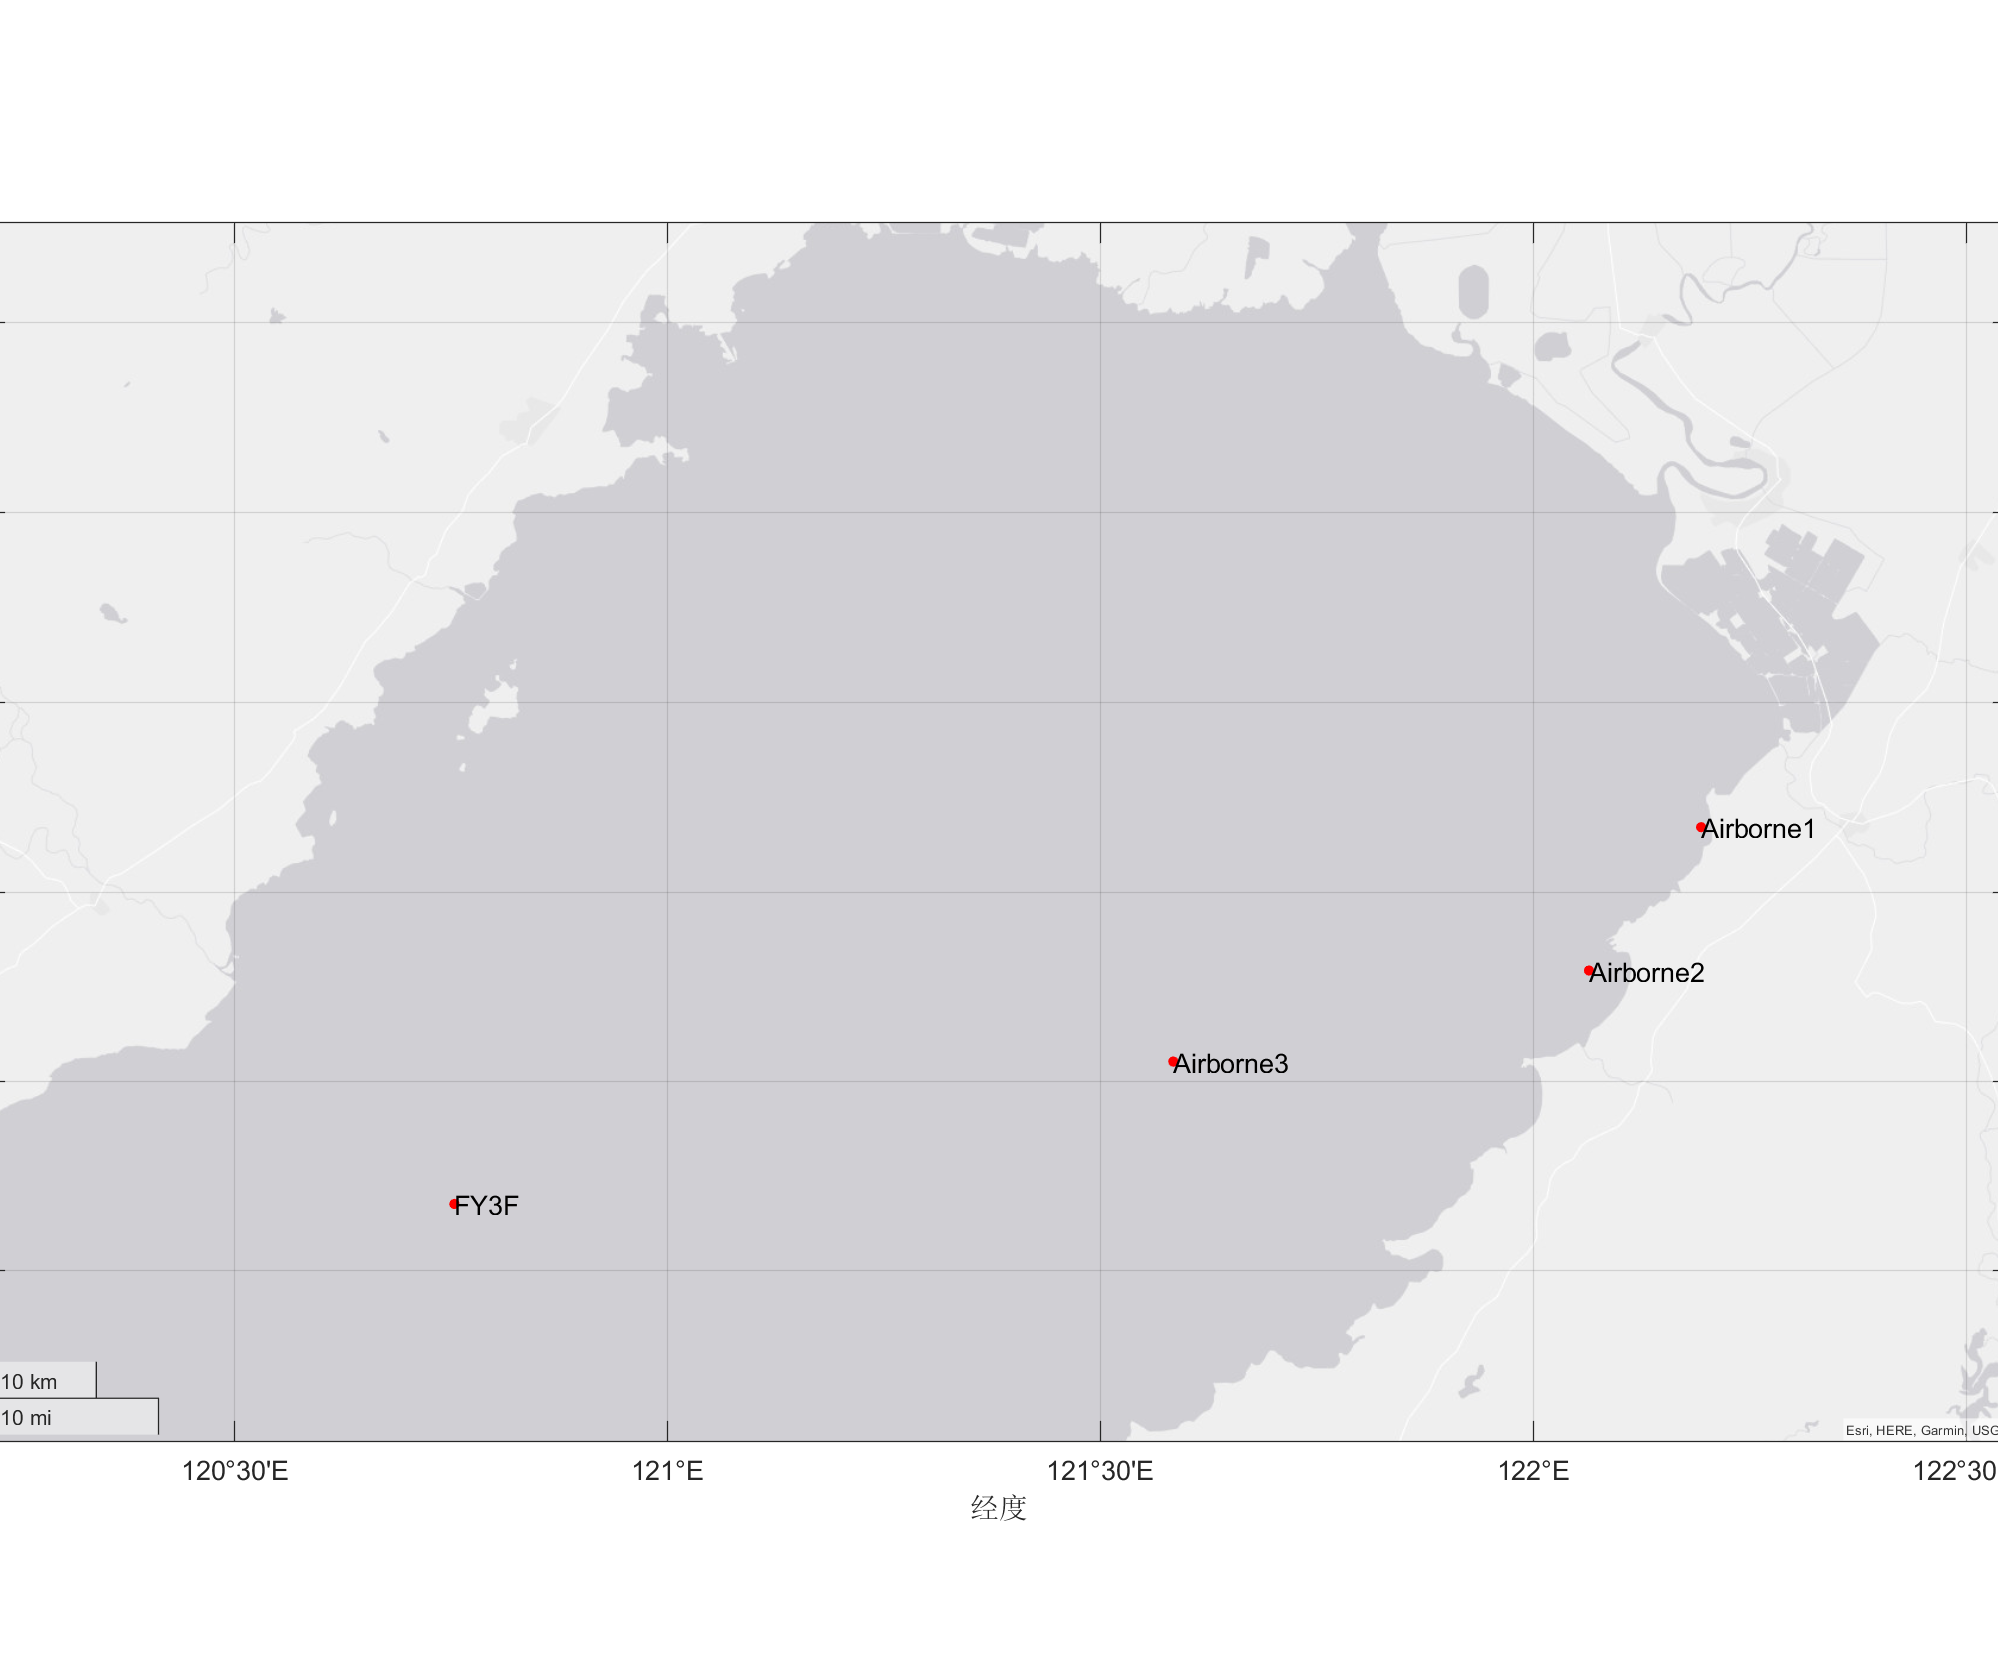 Airborne1
Airborne2
Airborne3
FY3F
10 km
10 mi
Esri, HERE, Garmin, USG
120°30'E 121°E 121°30'E 122°E 122°30
经度